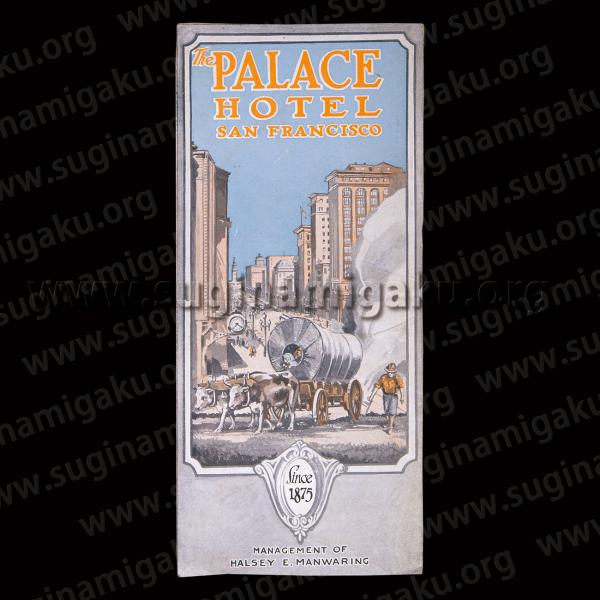 The
PALACE
HOTEL
SAN FRANCISCO
www.suginamigaku.org
Since
1875
MANAGEMENT OF
HALSEY E. MANWARING